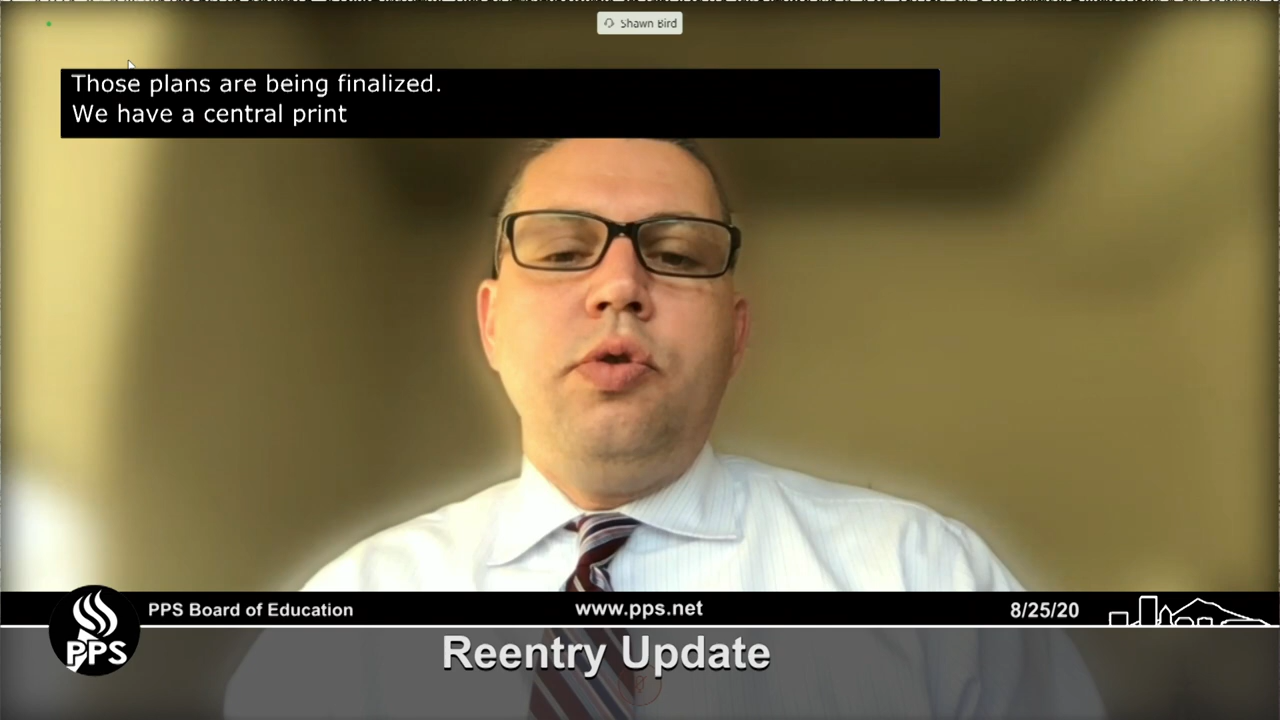 Shawn Bird
Those plans are being finalized.
We have a central print
PPS Board of Education
www.pps.net
8/25/20
PPS
Reentry Update